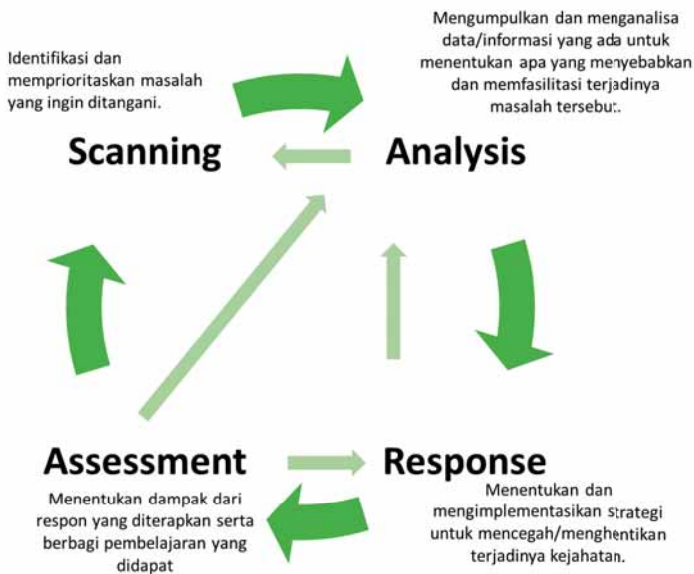 Identifikasi dan
memprioritaskan masalah
yang ingin ditangani.
Scanning
Mengumpulkan dan menganalisa
data/informasi yang ada untuk
menentukan apa yang menyebabkan
dan memfasilitasi terjadinya
masalah tersebut.
Analysis
Assessment
Menentukan dampak dari
respon yang diterapkan serta
berbagi pembelajaran yang
didapat
Response
Menentukan dan
mengimplementasikan strategi
untuk mencegah/menghentikan
terjadinya kejahatan.